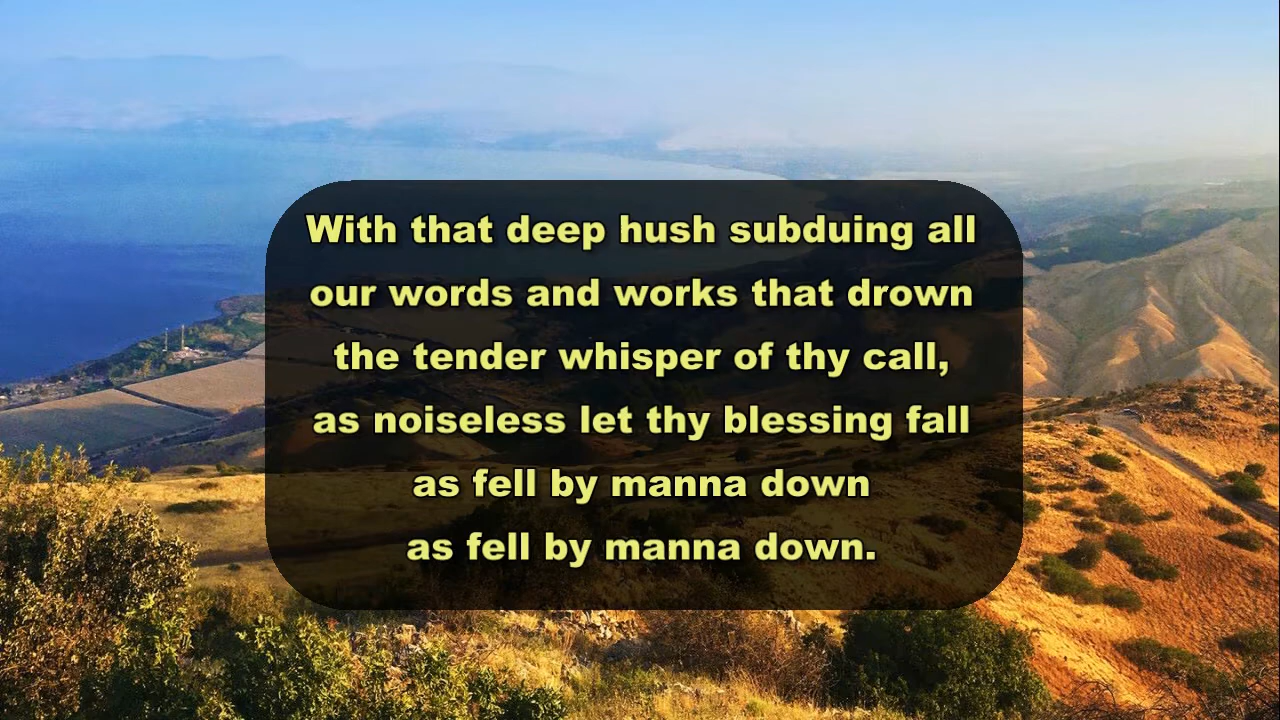 With that deep hush subduing all
our words and works that drown
the tender whisper of thy call,
as noiseless let thy blessing fall
as fell by manna down
as fell by manna down.